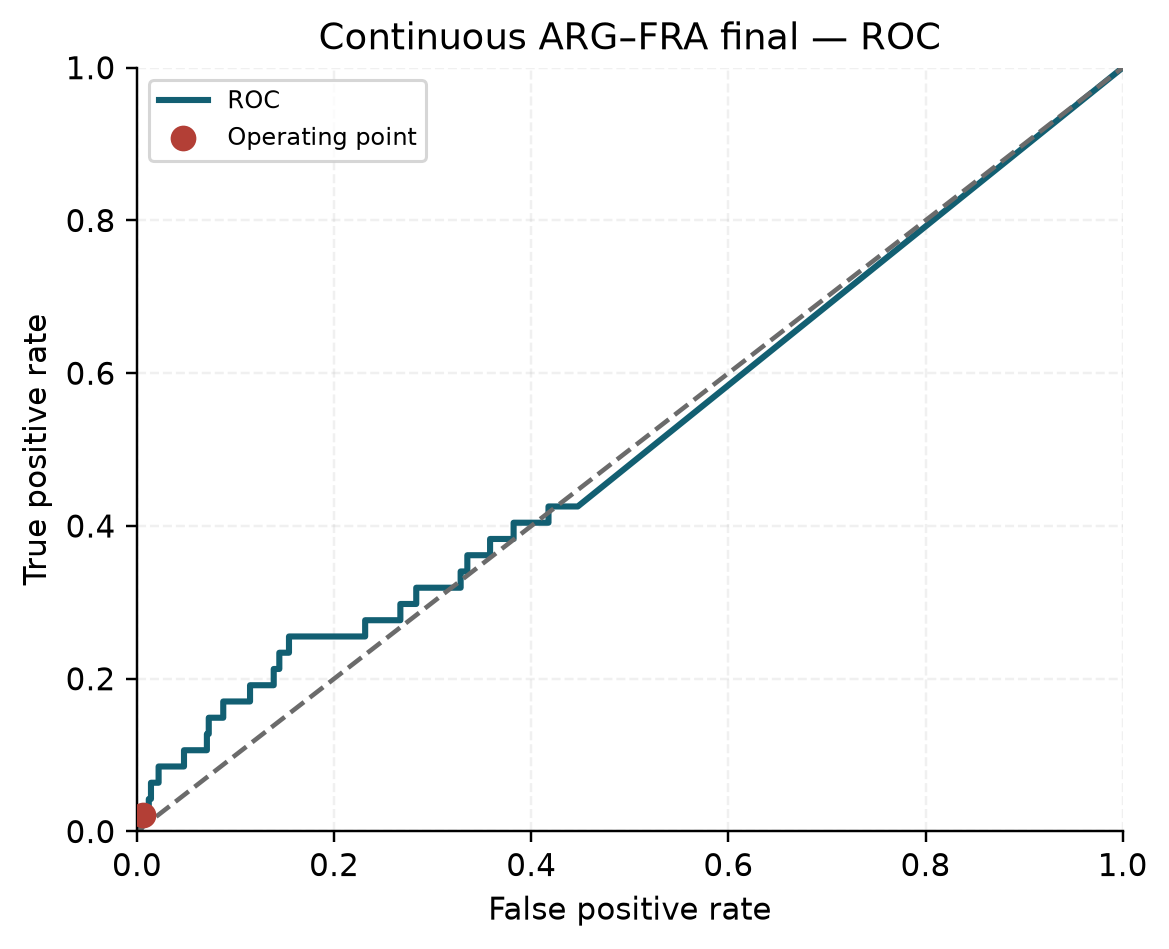 Continuous ARG–FRA final — ROC
ROC
Operating point
True positive rate
1.0
0.8
0.6
0.4
0.2
0.0
0.0 0.2 0.4 0.6 0.8 1.0
False positive rate